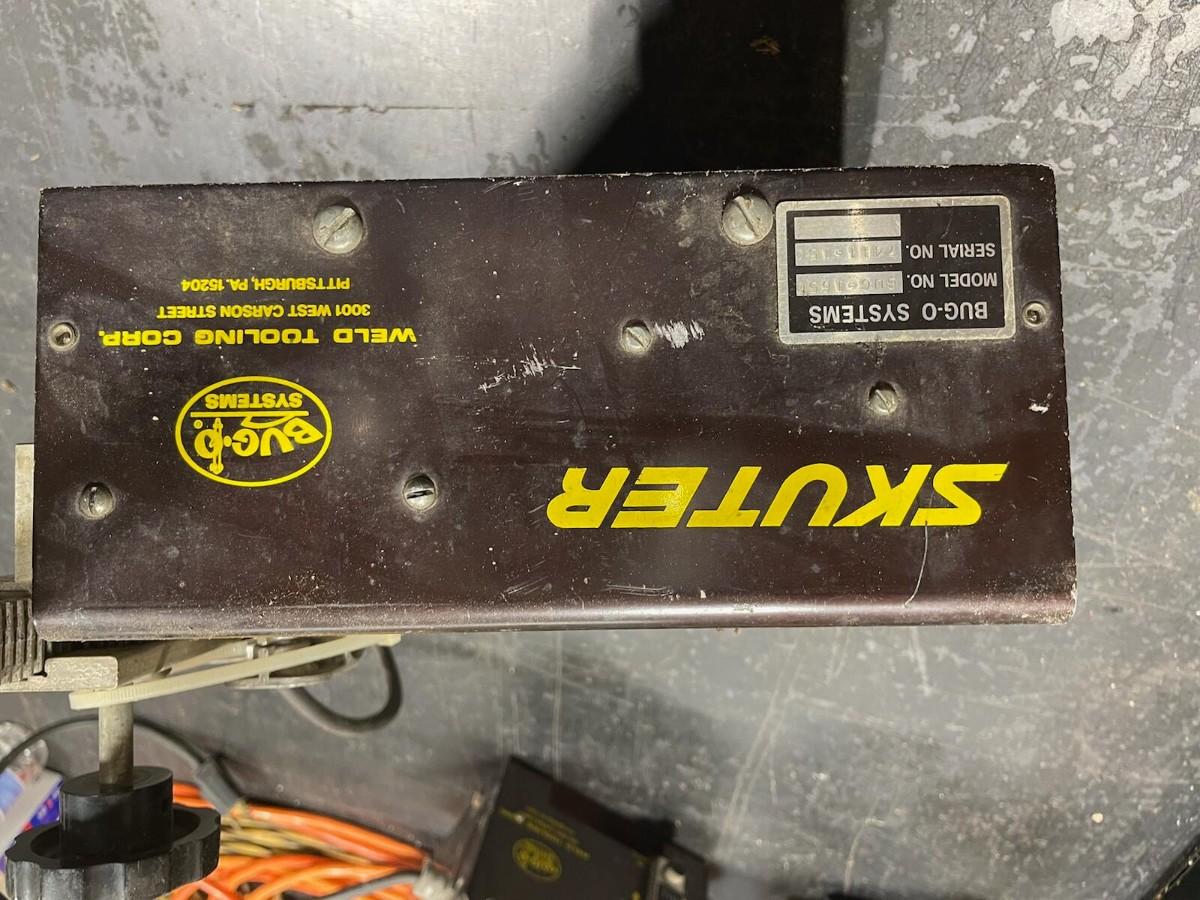 SKUTER
BUG-O®
SYSTEMS
WELD TOOLING CORP.
3001 WEST CARSON STREET
PITTSBURGH, PA. 15204
BUG-O SYSTEMS
MODEL NO.
SERIAL NO.